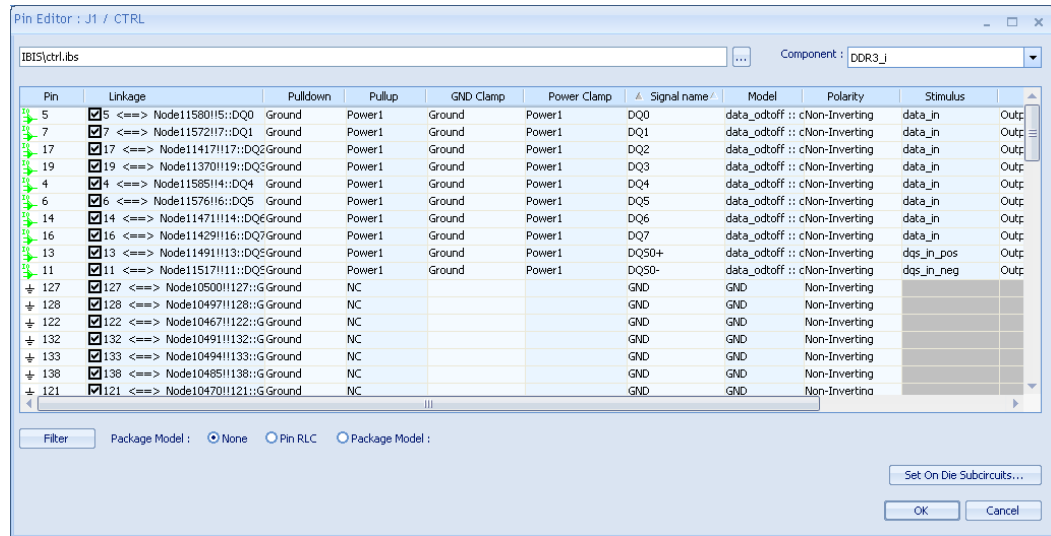 Pin Editor : J1 / CTRL
IBIS\ctrl.ibs ... Component : DDR3_i
Pin Linkage Pulldown Pullup GND Clamp Power Clamp Signal name Model Polarity Stimulus
5 5 <==> Node11580!!5::DQ0 Ground Power1 Ground Power1 DQ0 data_odtoff :: c Non-Inverting data_in Outp
7 7 <==> Node11572!!7::DQ1 Ground Power1 Ground Power1 DQ1 data_odtoff :: c Non-Inverting data_in Outp
17 17 <==> Node11417!!17::DQ2 Ground Power1 Ground Power1 DQ2 data_odtoff :: c Non-Inverting data_in Outp
19 19 <==> Node11370!!19::DQ3 Ground Power1 Ground Power1 DQ3 data_odtoff :: c Non-Inverting data_in Outp
4 4 <==> Node11585!!4::DQ4 Ground Power1 Ground Power1 DQ4 data_odtoff :: c Non-Inverting data_in Outp
6 6 <==> Node11576!!6::DQ5 Ground Power1 Ground Power1 DQ5 data_odtoff :: c Non-Inverting data_in Outp
14 14 <==> Node11471!!14::DQ6 Ground Power1 Ground Power1 DQ6 data_odtoff :: c Non-Inverting data_in Outp
16 16 <==> Node11429!!16::DQ7 Ground Power1 Ground Power1 DQ7 data_odtoff :: c Non-Inverting data_in Outp
13 13 <==> Node11491!!13::DQS Ground Power1 Ground Power1 DQS0+ data_odtoff :: c Non-Inverting dqs_in_pos Outp
11 11 <==> Node11517!!11::DQS Ground Power1 Ground Power1 DQS0- data_odtoff :: c Non-Inverting dqs_in_neg Outp
127 127 <==> Node10500!!127::G Ground NC GND GND Non-Inverting
128 128 <==> Node10497!!128::G Ground NC GND GND Non-Inverting
122 122 <==> Node10467!!122::G Ground NC GND GND Non-Inverting
132 132 <==> Node10491!!132::G Ground NC GND GND Non-Inverting
133 133 <==> Node10494!!133::G Ground NC GND GND Non-Inverting
138 138 <==> Node10485!!138::G Ground NC GND GND Non-Inverting
121 121 <==> Node10470!!121::G Ground NC GND GND Non-Inverting
Filter Package Model : None Pin RLC Package Model :
Set On Die Subcircuits...
OK Cancel